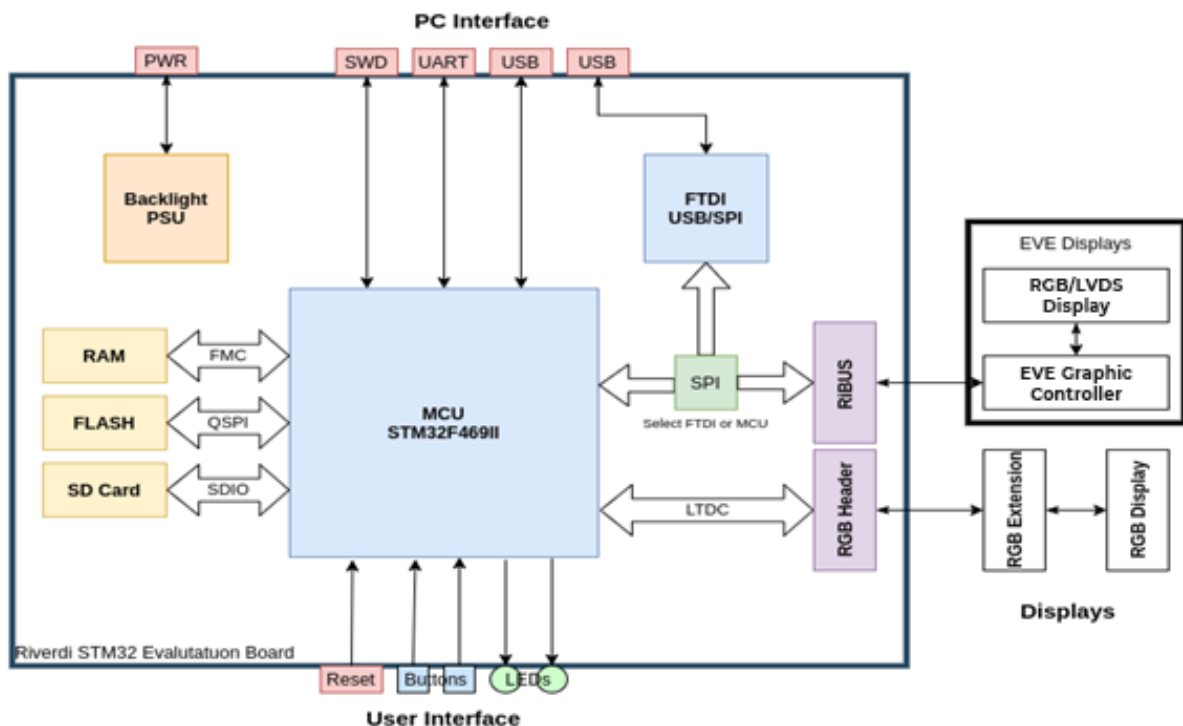 PC Interface
PWR
SWD
UART
USB
USB
Backlight
PSU
FTDI
USB/SPI
EVE Displays
RGB/LVDS
Display
EVE Graphic
Controller
RAM
FMC
FLASH
QSPI
SD Card
SDIO
MCU
STM32F469II
SPI
Select FTDI or MCU
RiBUS
LTDC
RGB Header
RGB Extension
RGB Display
Displays
Riverdi STM32 Evalutatuon Board
Reset
Buttons
LEDs
User Interface